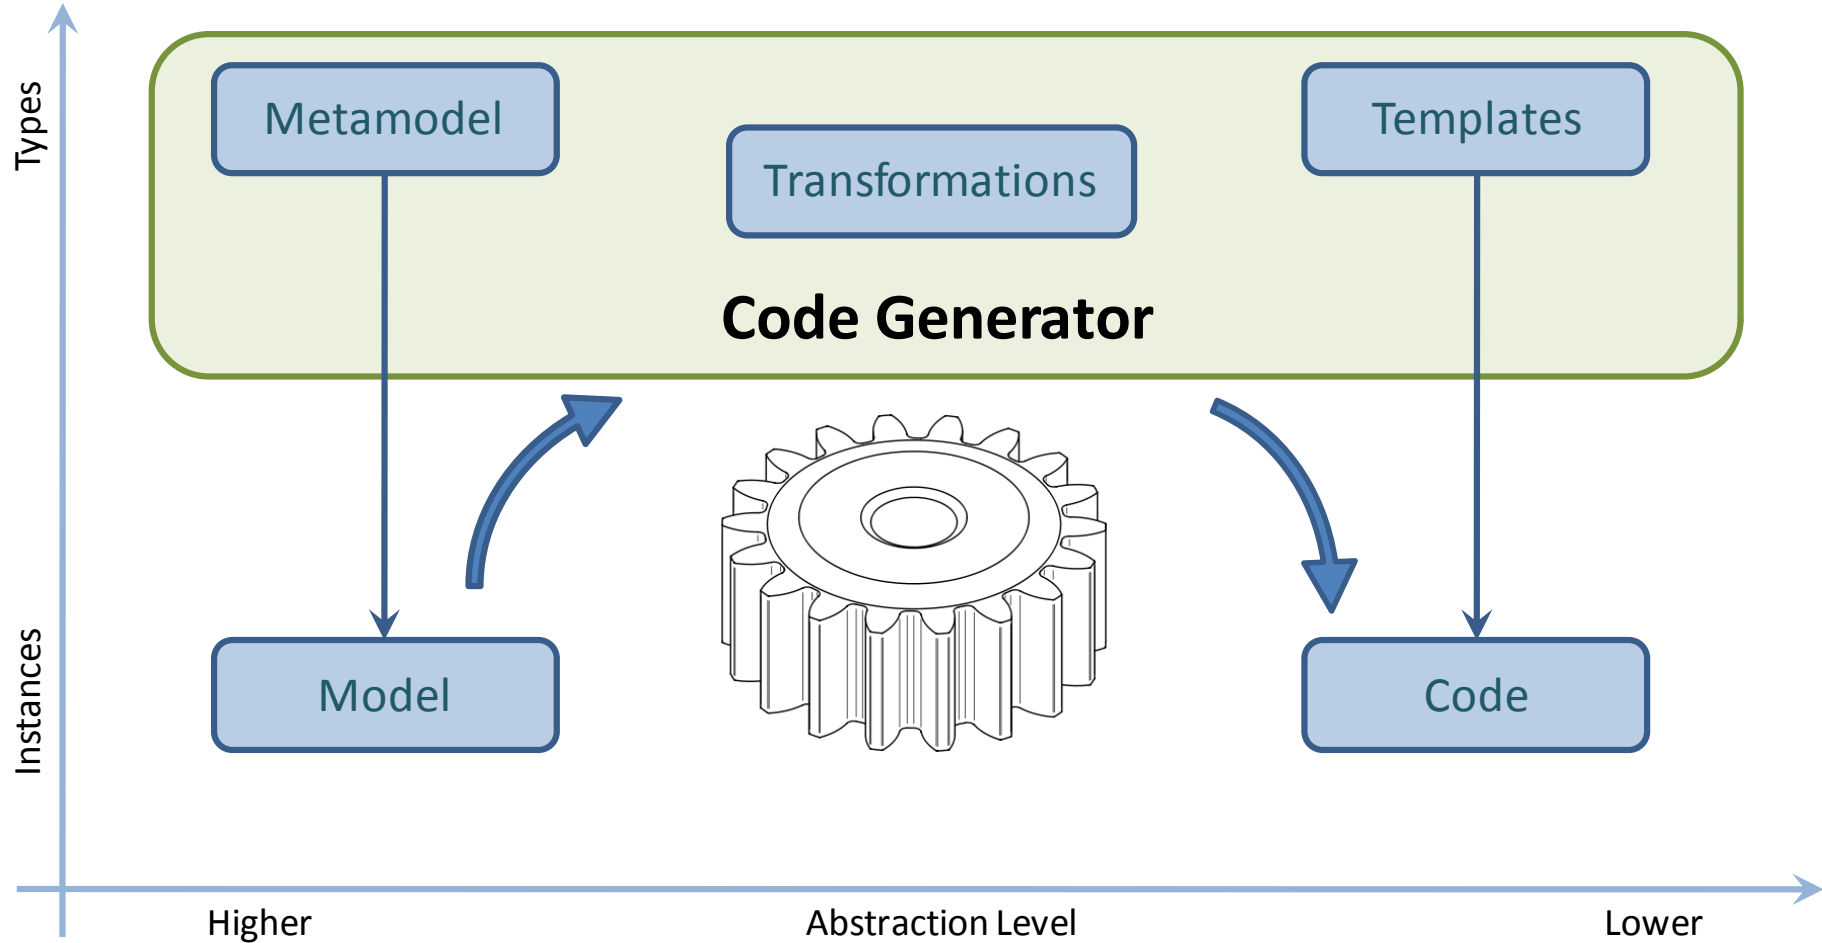 Types
Metamodel
Templates
Transformations
Code Generator
Instances
Model
Code
Higher
Abstraction Level
Lower